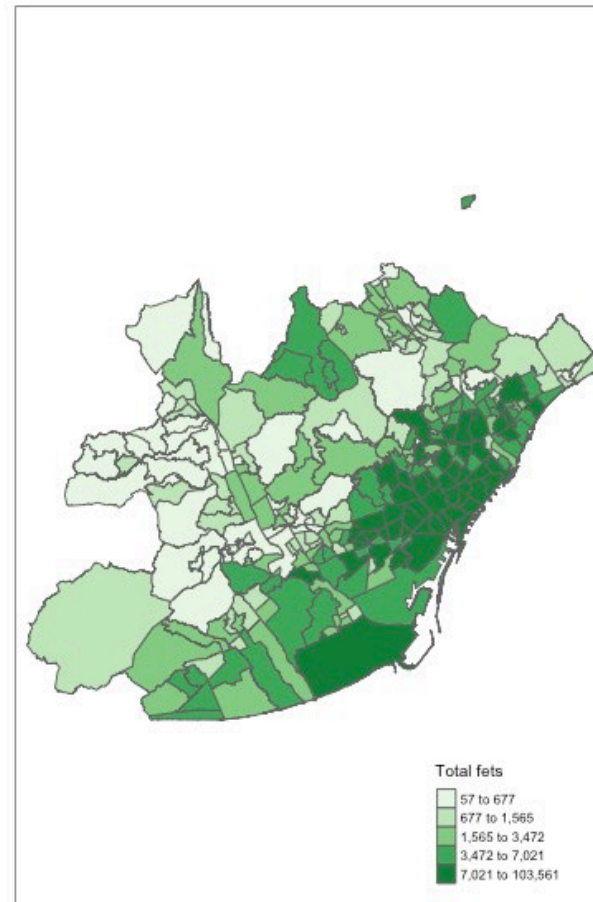 Total fets
57 to 677
677 to 1,565
1,565 to 3,472
3,472 to 7,021
7,021 to 103,561